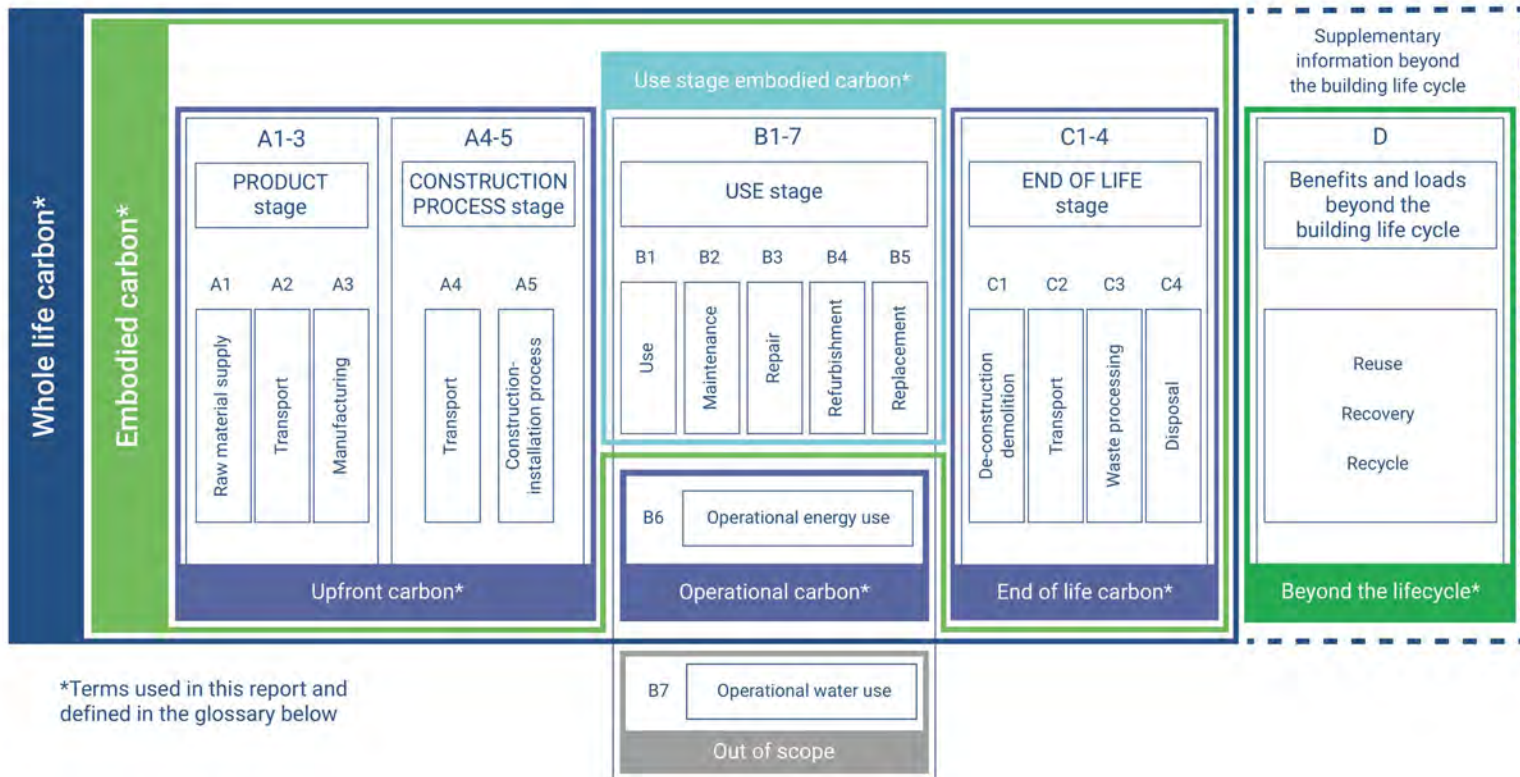 Whole life carbon*
Embodied carbon*
Use stage embodied carbon*
A1-3
PRODUCT
stage
A1
A2
A3
Raw material supply
Transport
Manufacturing
A4-5
CONSTRUCTION
PROCESS stage
A4
A5
Transport
Construction-
installation process
Upfront carbon*
B1-7
USE stage
B1
B2
B3
B4
B5
Use
Maintenance
Repair
Refurbishment
Replacement
B6
Operational energy use
Operational carbon*
B7
Operational water use
Out of scope
C1-4
END OF LIFE
stage
C1
C2
C3
C4
De-construction
demolition
Transport
Waste processing
Disposal
End of life carbon*
Supplementary
information beyond
the building life cycle
D
Benefits and loads
beyond the
building life cycle
Reuse
Recovery
Recycle
Beyond the lifecycle*
*Terms used in this report and
defined in the glossary below